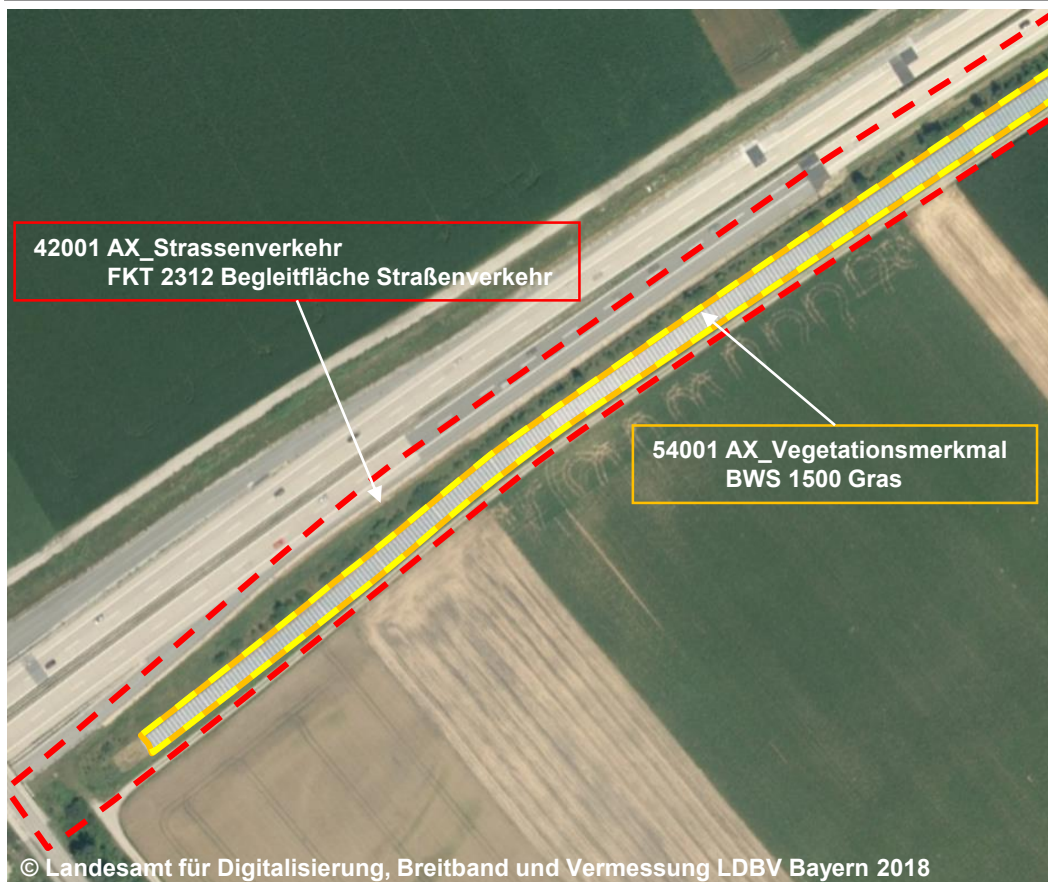 42001 AX_Strassenverkehr
FKT 2312 Begleitfläche Straßenverkehr
54001 AX_Vegetationsmerkmal
BWS 1500 Gras
© Landesamt für Digitalisierung, Breitband und Vermessung LDBV Bayern 2018